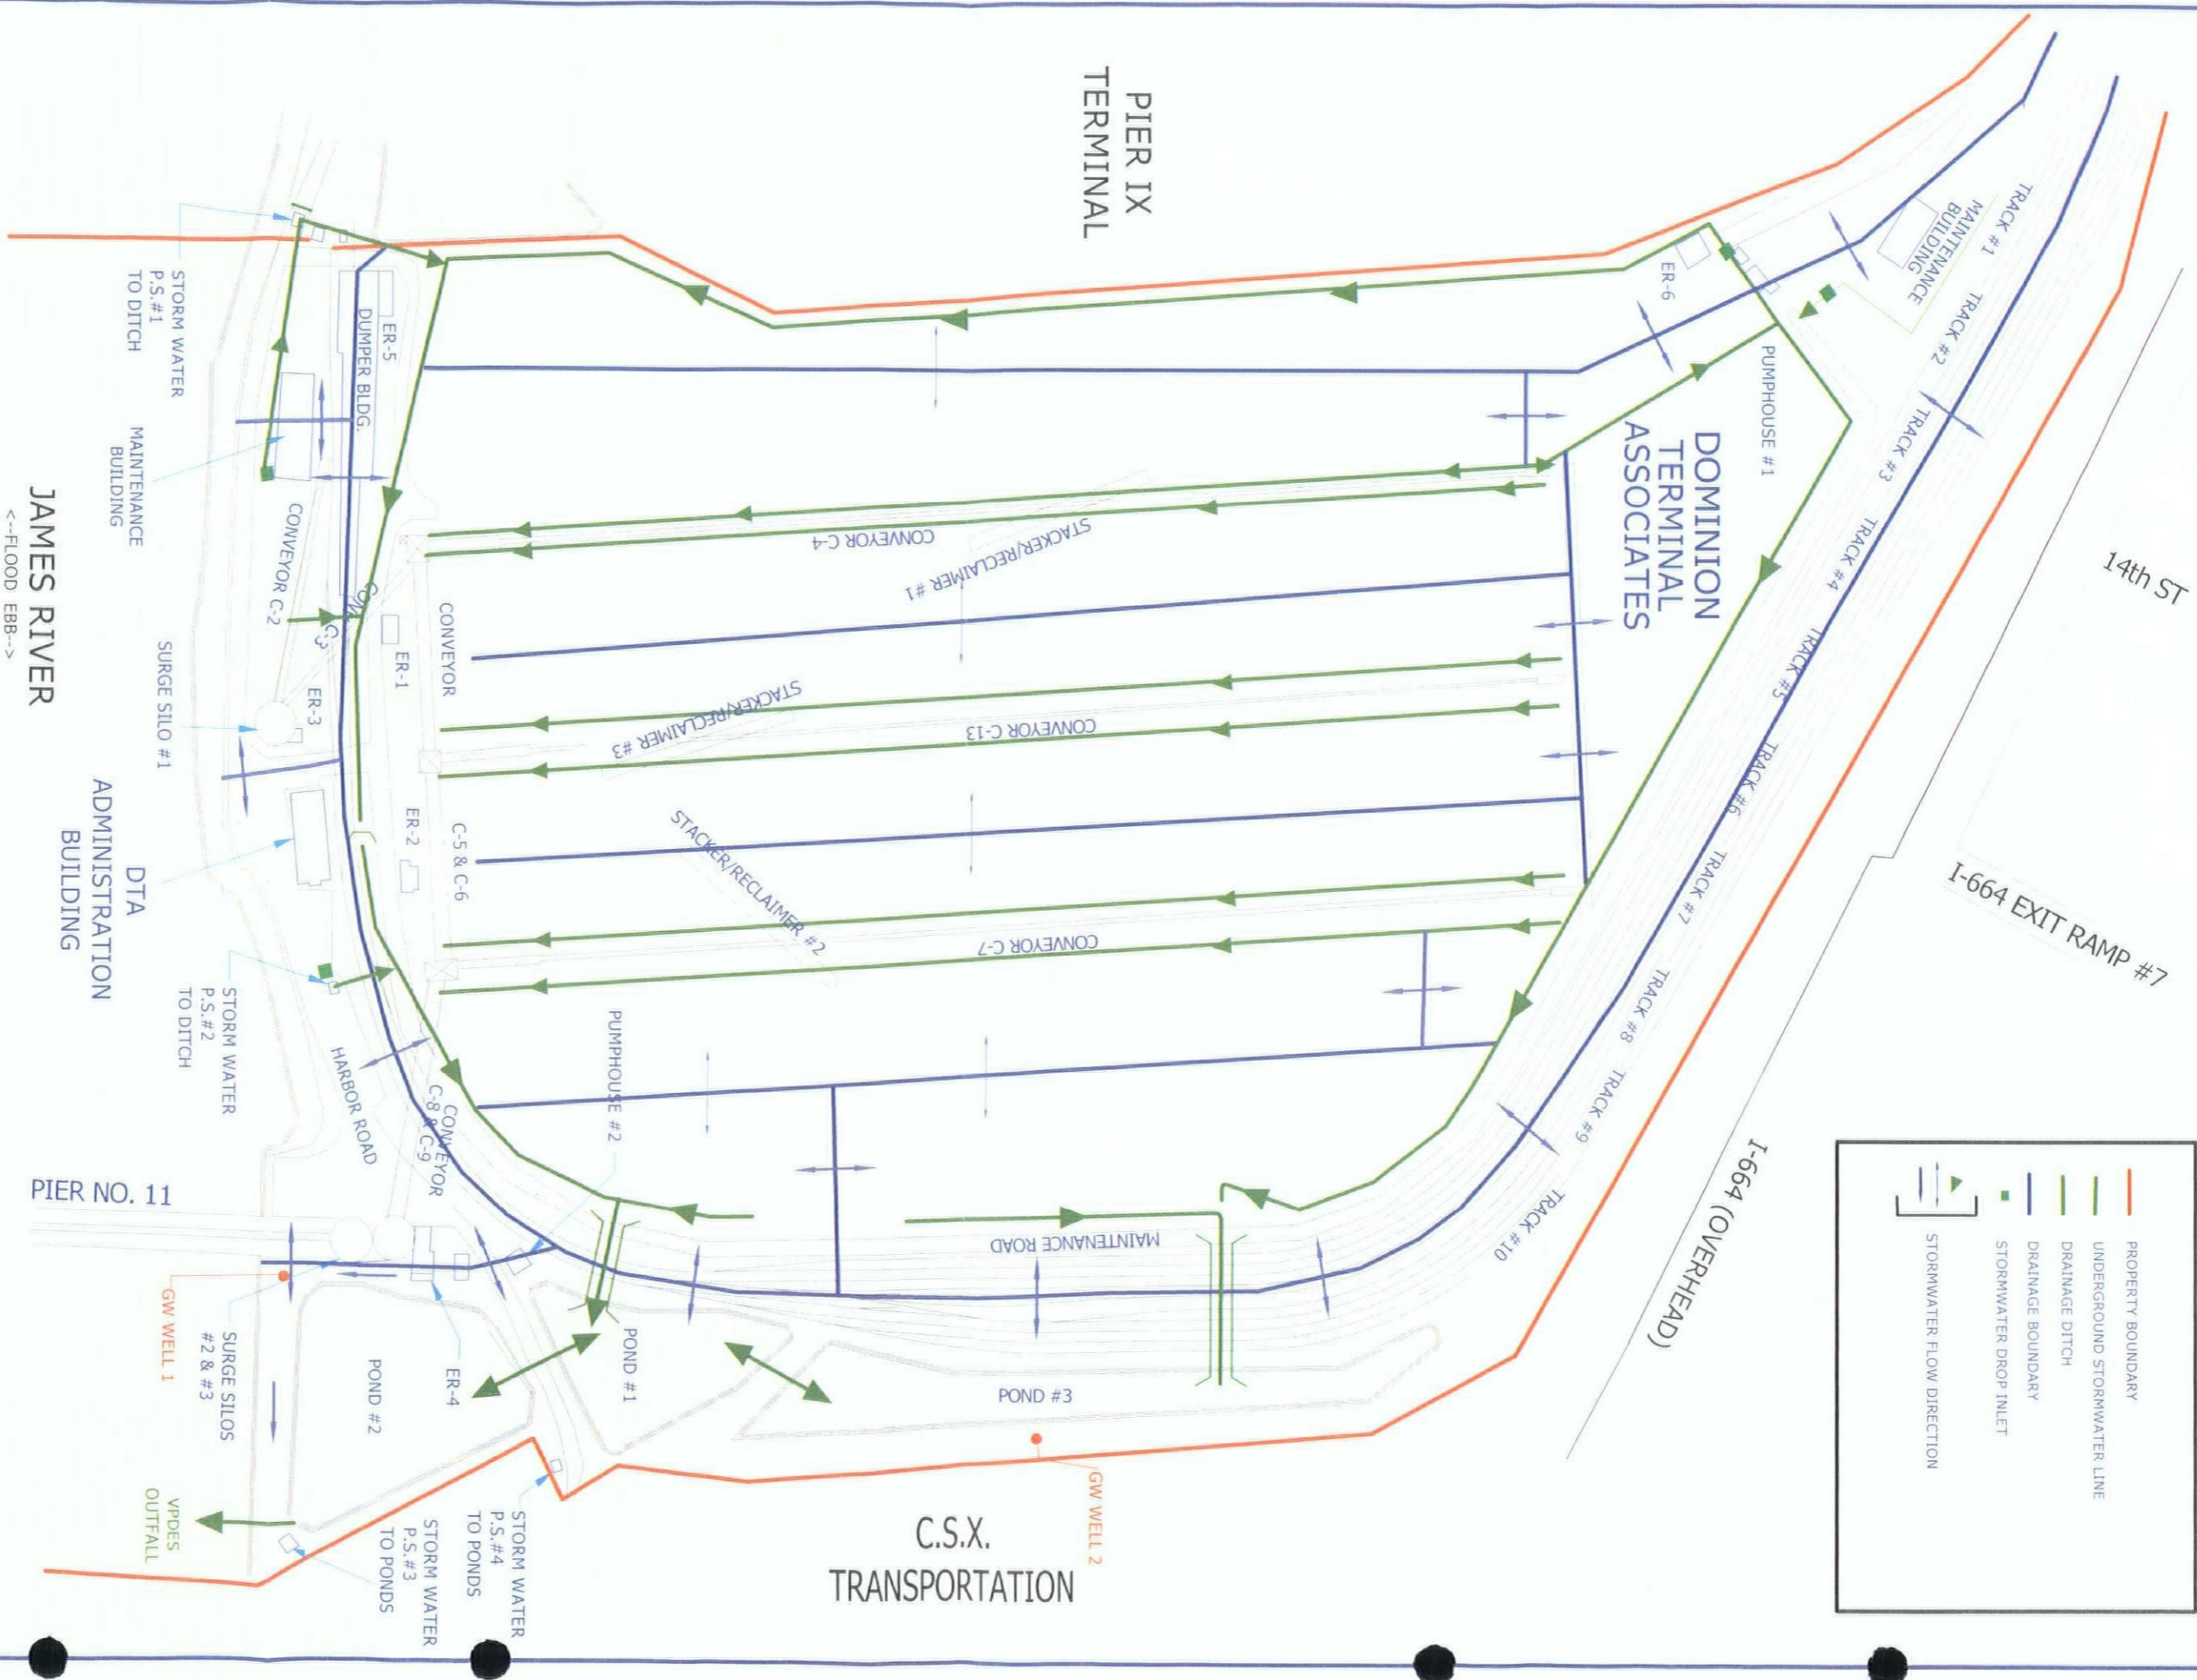 PIER IX
TERMINAL
DOMINION
TERMINAL
ASSOCIATES
TRACK #1
MAINTENANCE
BUILDING
TRACK #2
TRACK #3
TRACK #4
TRACK #5
TRACK #6
TRACK #7
TRACK #8
TRACK #9
TRACK #10
14th ST
I-664 EXIT RAMP #7
I-664 (OVERHEAD)
ER-6
PUMPHOUSE #1
STORM WATER
P.S.#1
TO DITCH
ER-5
DUMPER BLDG.
MAINTENANCE
BUILDING
CONVEYOR C-2
CONV
C-3
JAMES RIVER
<--FLOOD EBB-->
SURGE SILO #1
ER-3
ER-1
CONVEYOR
C-5 & C-6
ER-2
CONVEYOR C-4
STACKER/RECLAIMER #1
STACKER/RECLAIMER #3
CONVEYOR C-13
STACKER/RECLAIMER #2
CONVEYOR C-7
DTA
ADMINISTRATION
BUILDING
STORM WATER
P.S.#2
TO DITCH
HARBOR ROAD
CONVEYOR
C-8 & C-9
PUMPHOUSE #2
PIER NO. 11
MAINTENANCE ROAD
GW WELL 1
SURGE SILOS
#2 & #3
POND #2
ER-4
POND #1
POND #3
GW WELL 2
VPDES
OUTFALL
STORM WATER
P.S.#3
TO PONDS
STORM WATER
P.S.#4
TO PONDS
C.S.X.
TRANSPORTATION
PROPERTY BOUNDARY
UNDERGROUND STORMWATER LINE
DRAINAGE DITCH
DRAINAGE BOUNDARY
STORMWATER DROP INLET
STORMWATER FLOW DIRECTION